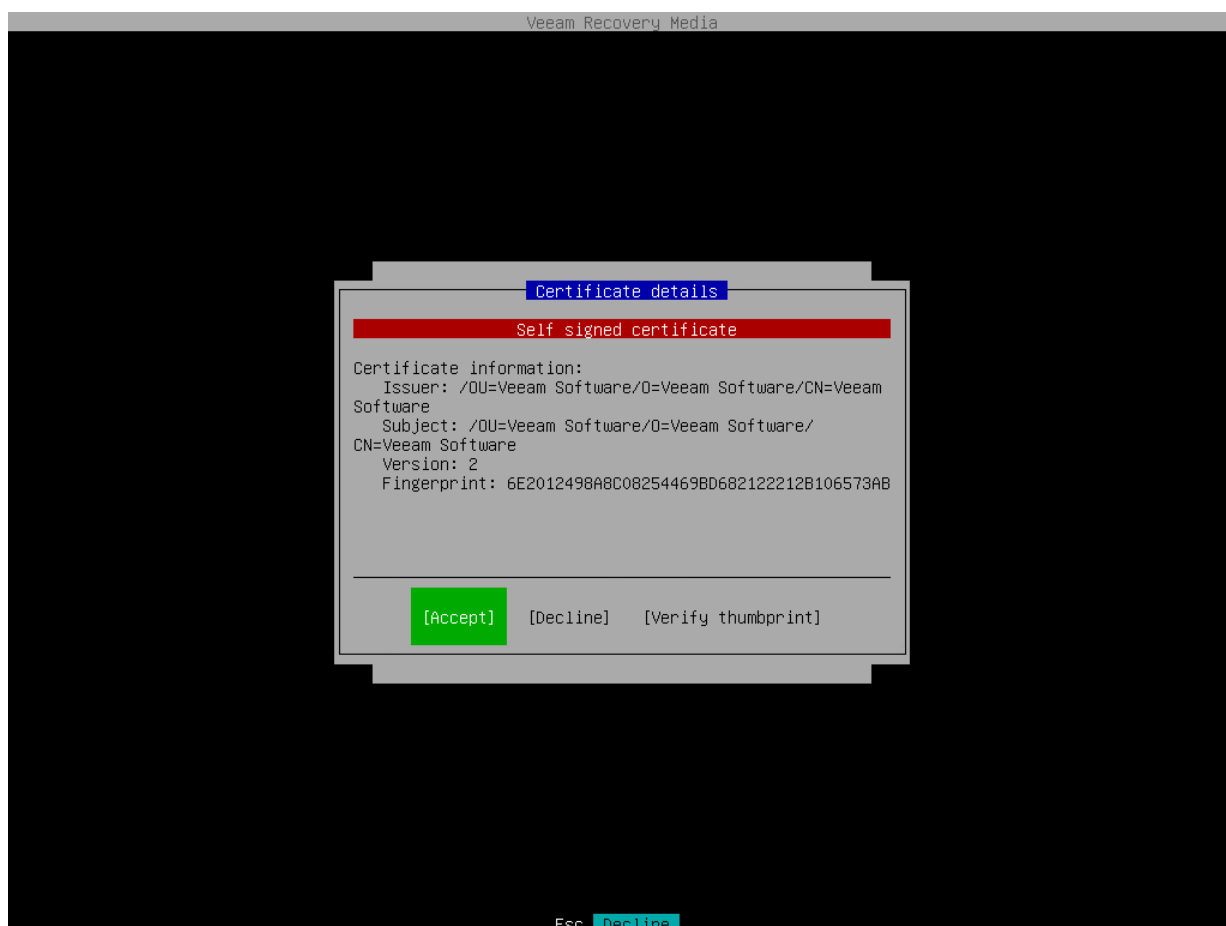 Veeam Recovery Media
Certificate details
Self signed certificate
Certificate information:
Issuer: /OU=Veeam Software/O=Veeam Software/CN=Veeam
Software
Subject: /OU=Veeam Software/O=Veeam Software/
CN=Veeam Software
Version: 2
Fingerprint: 6E2012498A8C08254469BD682122212B106573AB
[Accept] [Decline] [Verify thumbprint]
Esc Decline